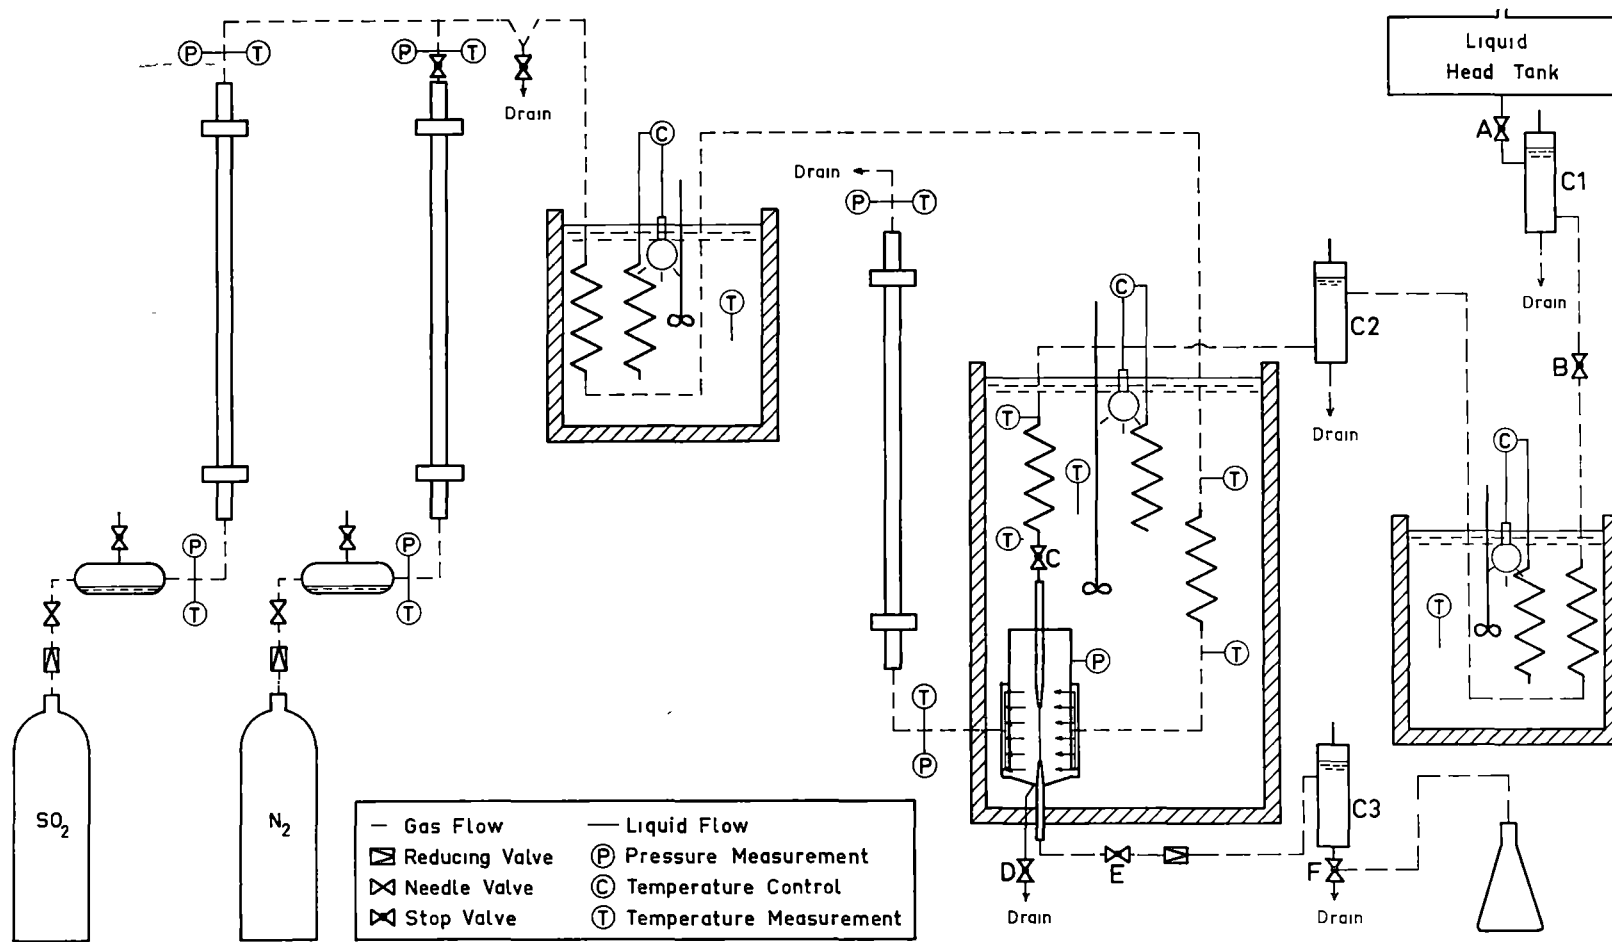 P T
P T
Drain
Liquid
Head Tank
A
C1
Drain
C
Drain
P T
T
C
C2
Drain
B
C
T
T
T
T
C
P
T
P
T
T
P
T
T
P
T
P
SO2
N2
C3
D
Drain
E
F
Drain
Gas Flow
Liquid Flow
Reducing Valve
P Pressure Measurement
Needle Valve
C Temperature Control
Stop Valve
T Temperature Measurement